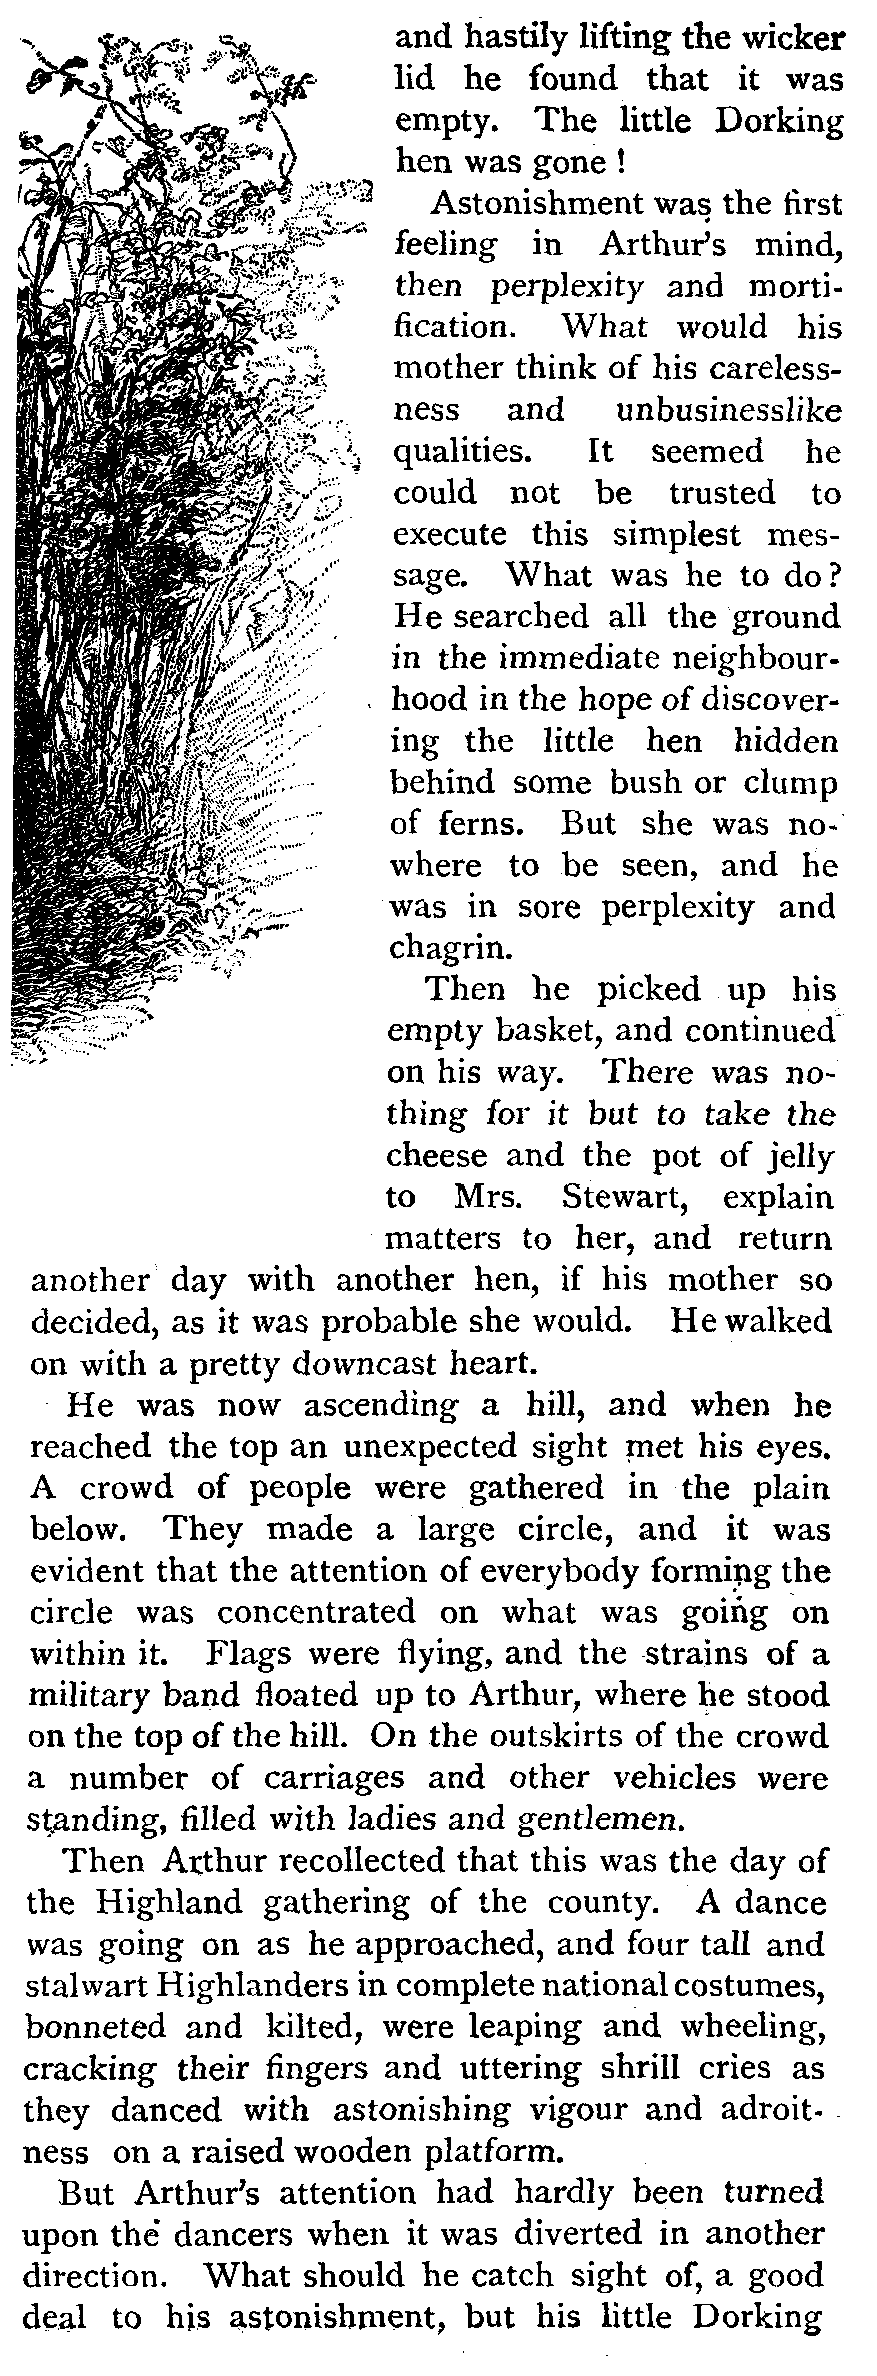 and hastily lifting the wicker
lid he found that it was
empty. The little Dorking
hen was gone !
Astonishment was the first
feeling in Arthur's mind,
then perplexity and morti-
fication. What would his
mother think of his careless-
ness and unbusinesslike
qualities. It seemed he
could not be trusted to
execute this simplest mes-
sage. What was he to do?
He searched all the ground
in the immediate neighbour-
hood in the hope of discover-
ing the little hen hidden
behind some bush or clump
of ferns. But she was no-
where to be seen, and he
was in sore perplexity and
chagrin.
Then he picked up his
empty basket, and continued
on his way. There was no-
thing for it but to take the
cheese and the pot of jelly
to Mrs. Stewart, explain
matters to her, and return
another day with another hen, if his mother so
decided, as it was probable she would. He walked
on with a pretty downcast heart.
He was now ascending a hill, and when he
reached the top an unexpected sight met his eyes.
A crowd of people were gathered in the plain
below. They made a large circle, and it was
evident that the attention of everybody forming the
circle was concentrated on what was going on
within it. Flags were flying, and the strains of a
military band floated up to Arthur, where he stood
on the top of the hill. On the outskirts of the crowd
a number of carriages and other vehicles were
standing, filled with ladies and gentlemen.
Then Arthur recollected that this was the day of
the Highland gathering of the county. A dance
was going on as he approached, and four tall and
stalwart Highlanders in complete national costumes,
bonneted and kilted, were leaping and wheeling,
cracking their fingers and uttering shrill cries as
they danced with astonishing vigour and adroit-
ness on a raised wooden platform.
But Arthur's attention had hardly been turned
upon the dancers when it was diverted in another
direction. What should he catch sight of, a good
deal to his astonishment, but his little Dorking